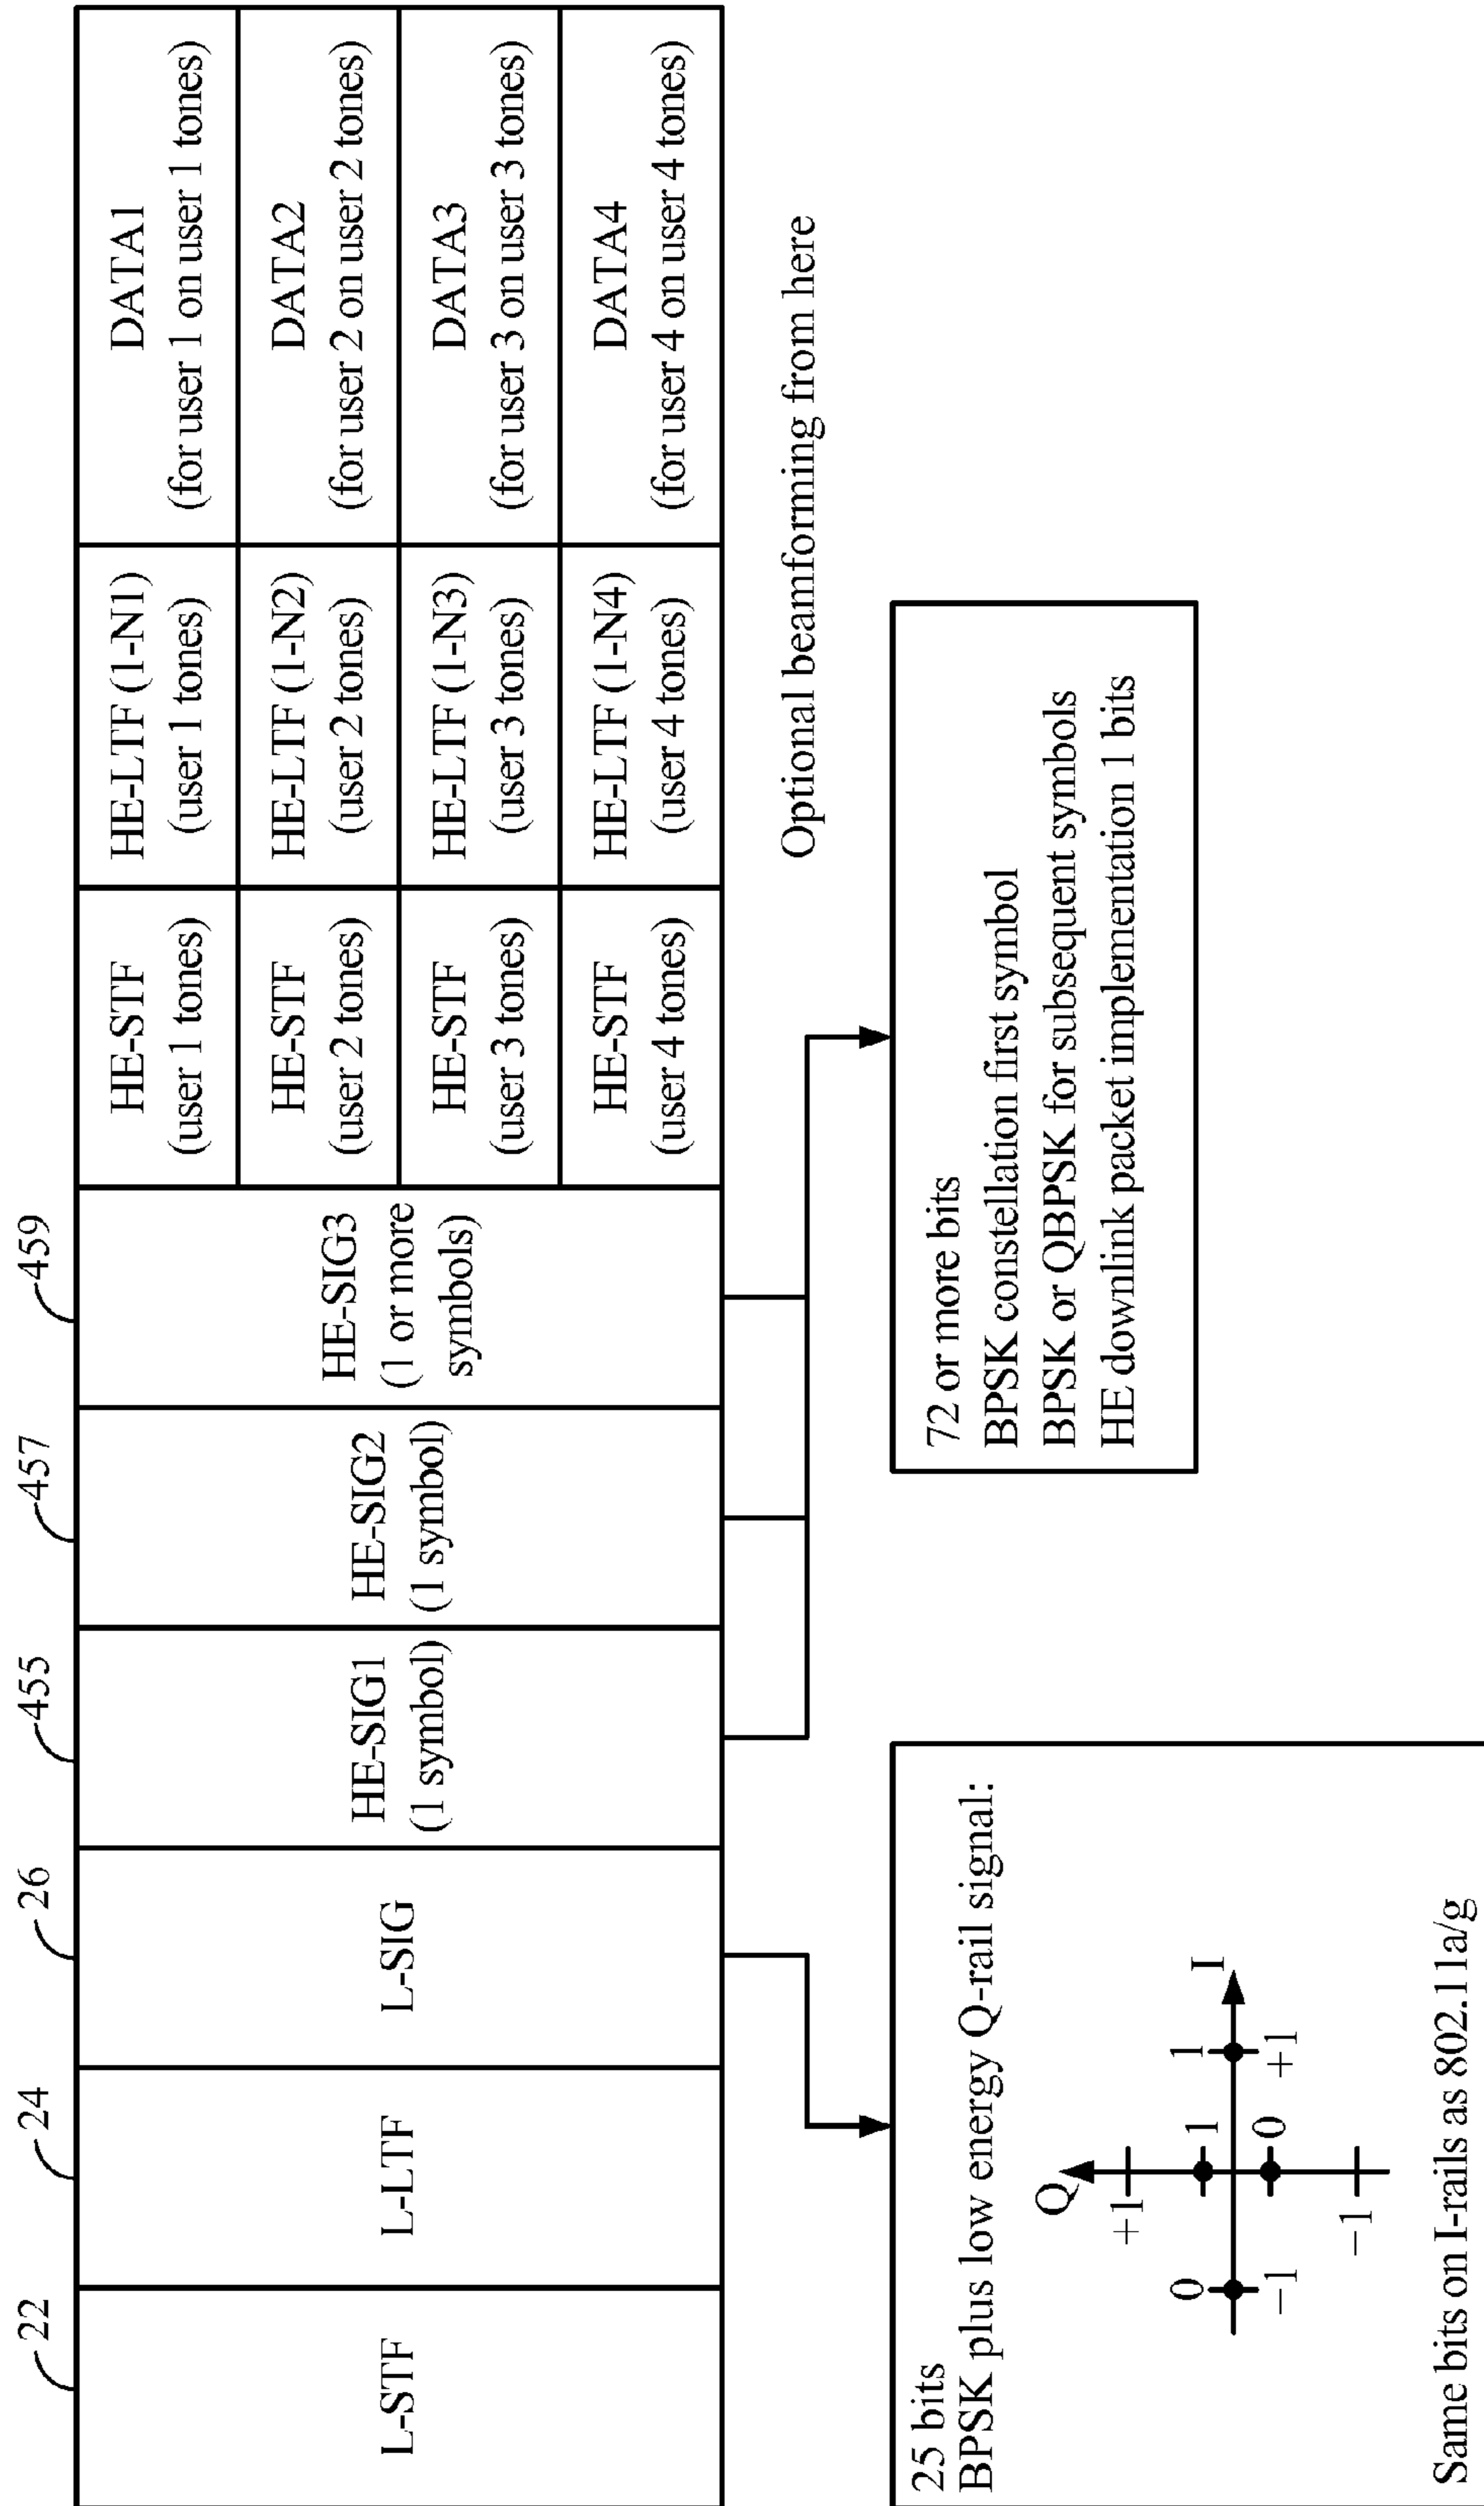 22
24
26
455
457
459
L-STF
L-LTF
L-SIG
HE-SIG1
(1 symbol)
HE-SIG2
(1 symbol)
HE-SIG3
(1 or more
symbols)
HE-STF
(user 1 tones)
HE-LTF (1-N1)
(user 1 tones)
DATA1
(for user 1 on user 1 tones)
HE-STF
(user 2 tones)
HE-LTF (1-N2)
(user 2 tones)
DATA2
(for user 2 on user 2 tones)
HE-STF
(user 3 tones)
HE-LTF (1-N3)
(user 3 tones)
DATA3
(for user 3 on user 3 tones)
HE-STF
(user 4 tones)
HE-LTF (1-N4)
(user 4 tones)
DATA4
(for user 4 on user 4 tones)
Optional beamforming from here
25 bits
BPSK plus low energy Q-rail signal:
Q
+1
0
1
1
I
−1
0
+1
−1
Same bits on I-rails as 802.11a/g
72 or more bits
BPSK constellation first symbol
BPSK or QBPSK for subsequent symbols
HE downlink packet implementation 1 bits